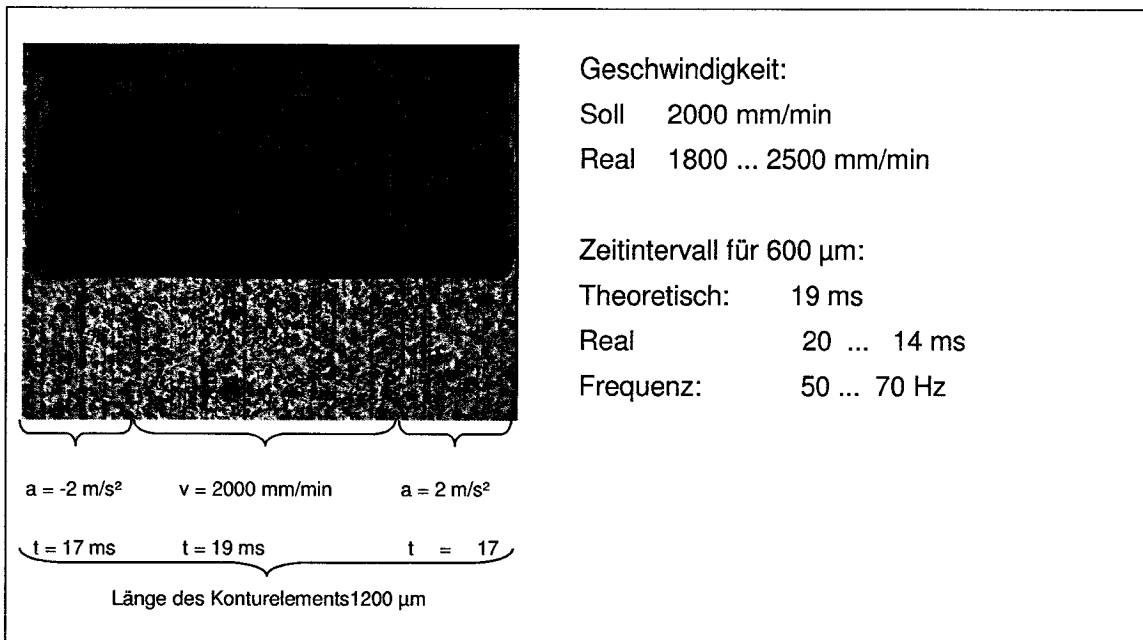 Geschwindigkeit:
Soll 2000 mm/min
Real 1800 ... 2500 mm/min
Zeitintervall für 600 µm:
Theoretisch: 19 ms
Real 20 ... 14 ms
Frequenz: 50 ... 70 Hz
a = -2 m/s² v = 2000 mm/min a = 2 m/s²
t = 17 ms t = 19 ms t = 17
Länge des Konturelements1200 µm